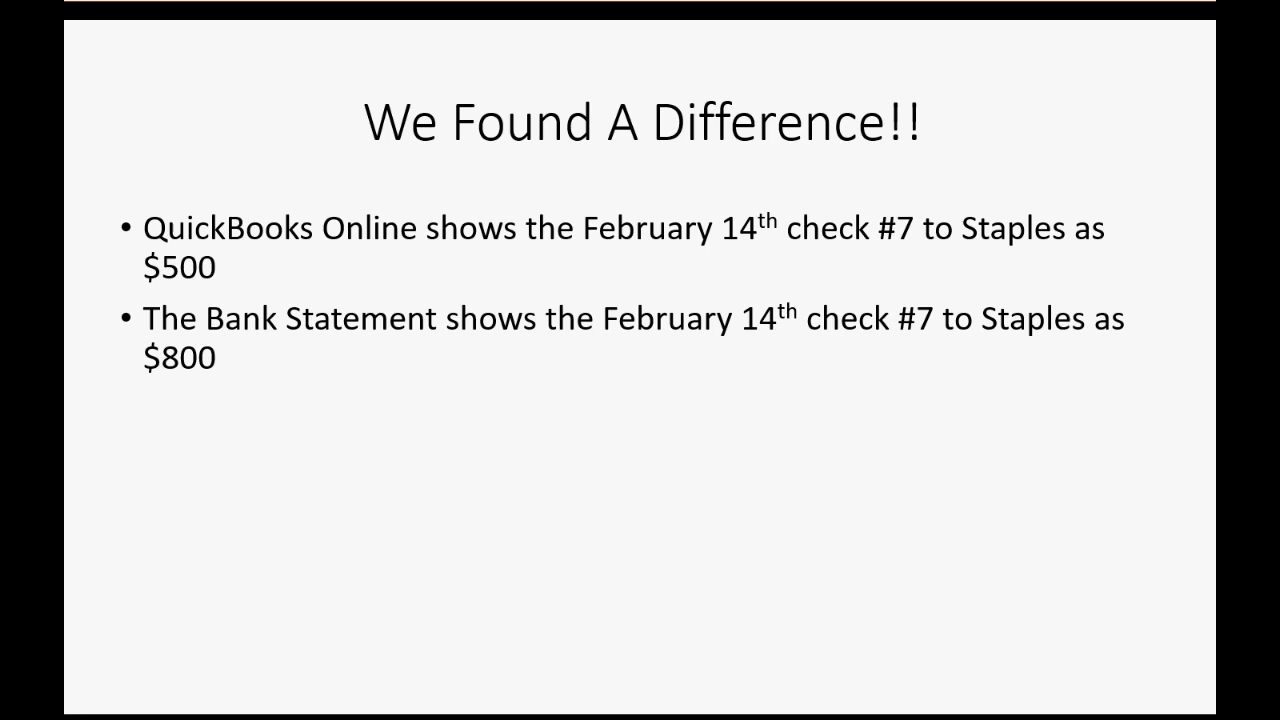 We Found A Difference!!
• QuickBooks Online shows the February 14th check #7 to Staples as
$500
• The Bank Statement shows the February 14th check #7 to Staples as
$800